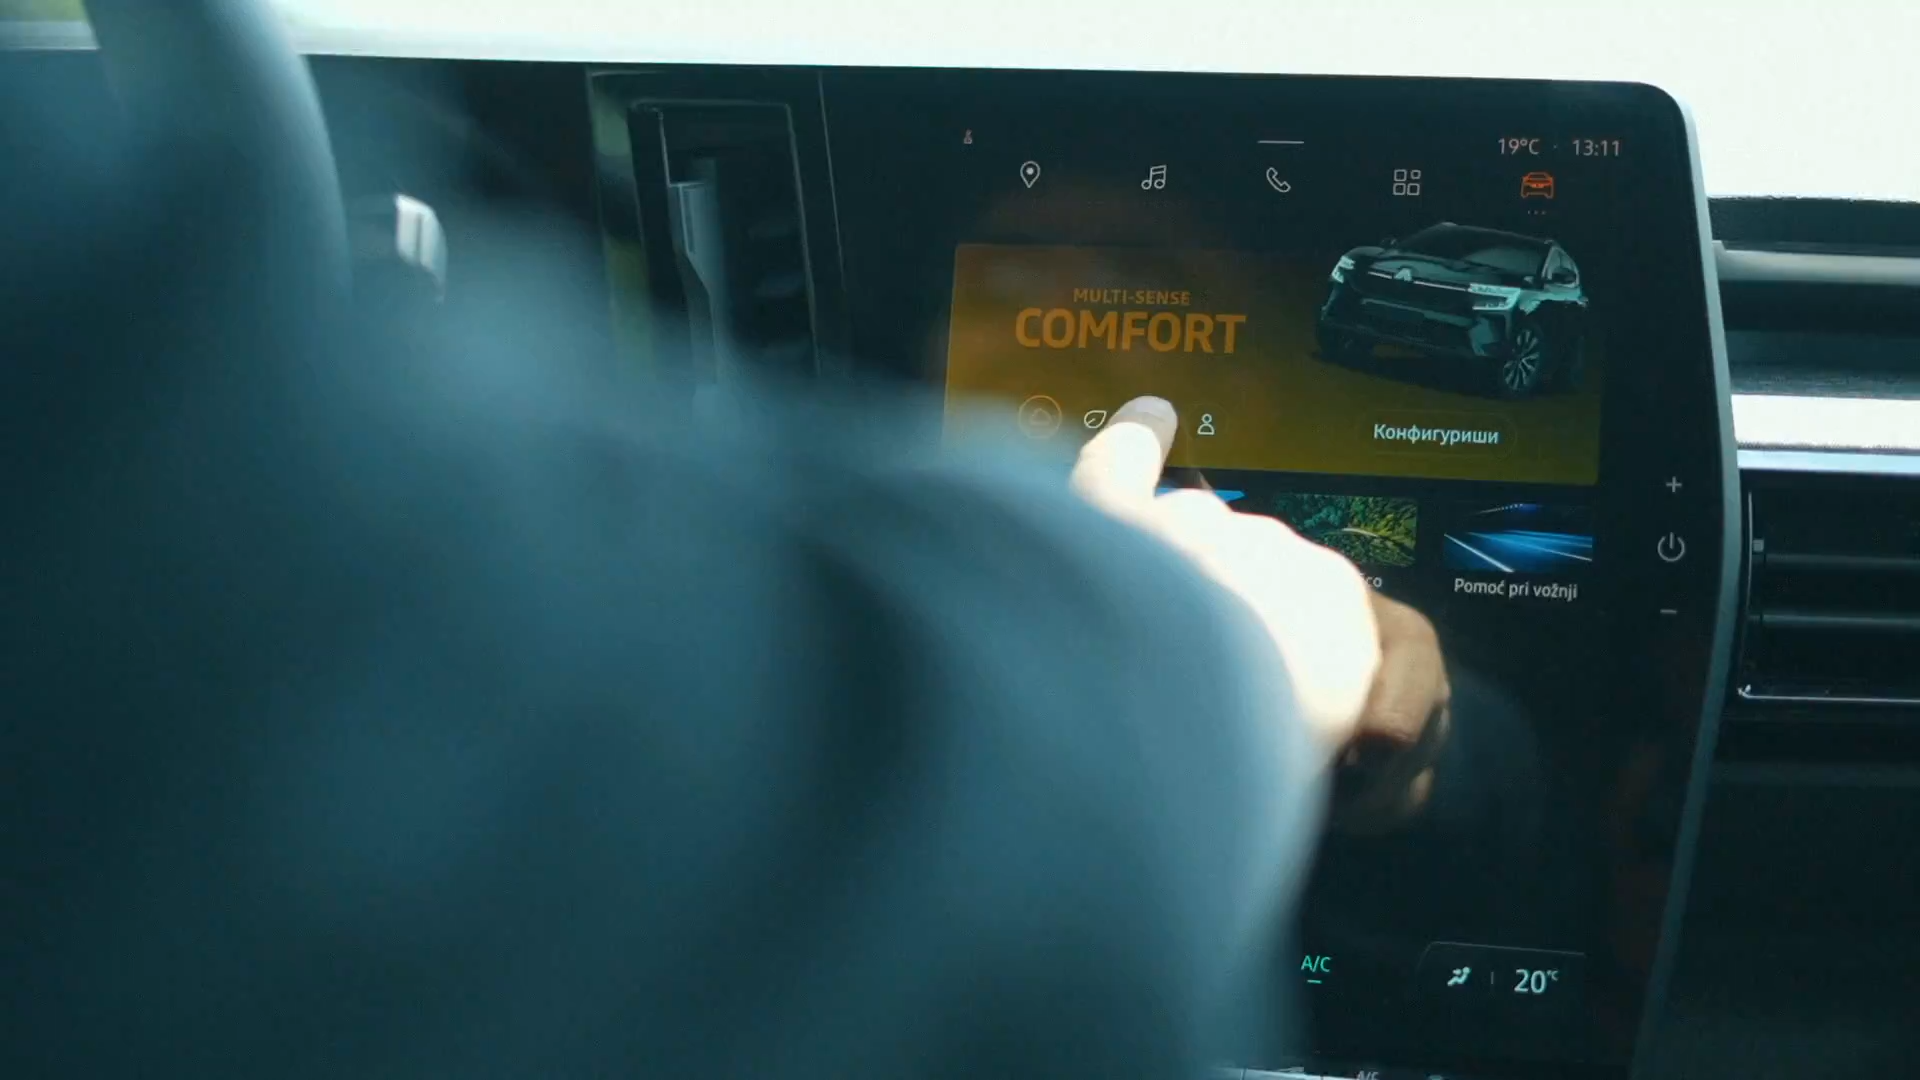 19°C · 13:11
MULTI-SENSE
COMFORT
Конфигуриши
Pomoć pri vožnji
A/C
20°C
A/C